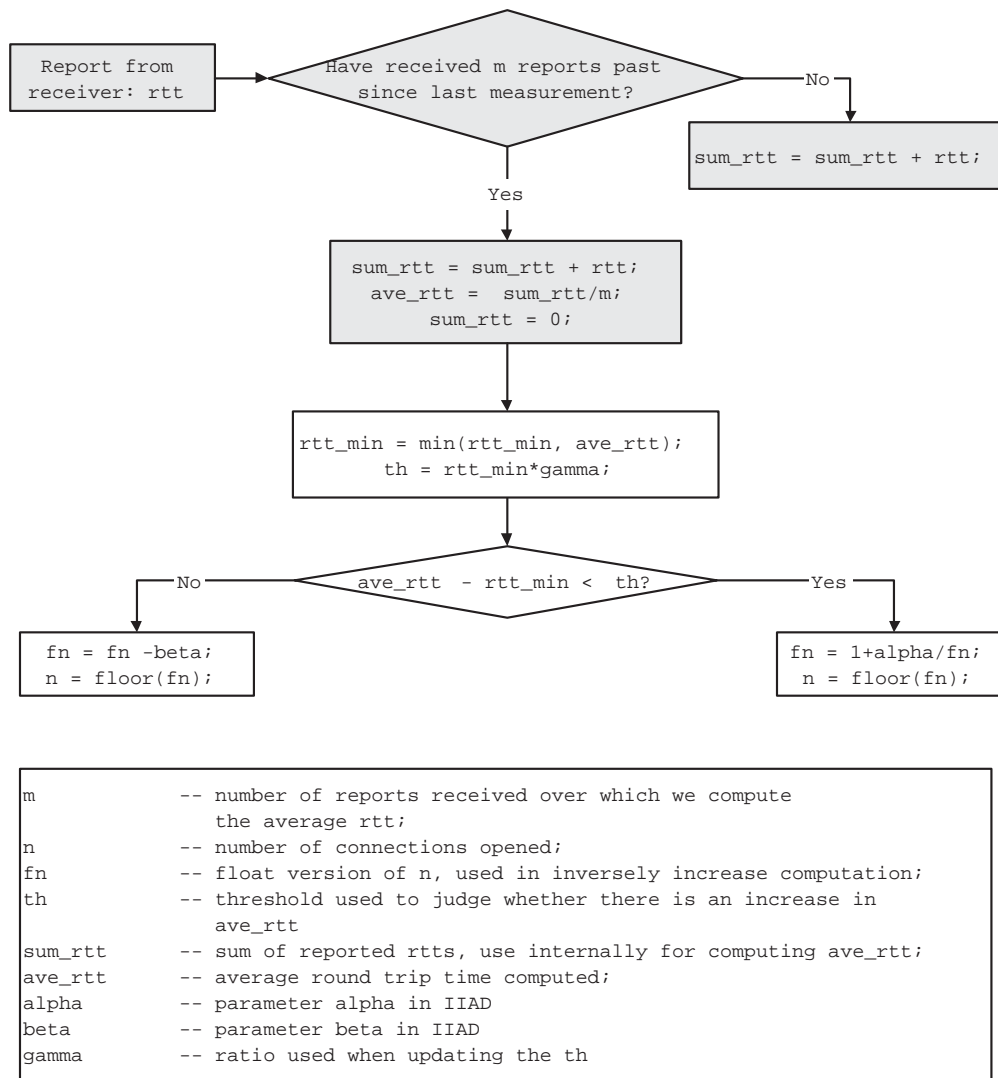 Report from
receiver: rtt
Have received m reports past
since last measurement?
No
sum_rtt = sum_rtt + rtt;
Yes
sum_rtt = sum_rtt + rtt;
ave_rtt =  sum_rtt/m;
sum_rtt = 0;
rtt_min = min(rtt_min, ave_rtt);
th = rtt_min*gamma;
ave_rtt  - rtt_min <  th?
No
Yes
fn = fn -beta;
n = floor(fn);
fn = 1+alpha/fn;
n = floor(fn);
m -- number of reports received over which we compute
the average rtt;
n -- number of connections opened;
fn -- float version of n, used in inversely increase computation;
th -- threshold used to judge whether there is an increase in
ave_rtt
sum_rtt -- sum of reported rtts, use internally for computing ave_rtt;
ave_rtt -- average round trip time computed;
alpha -- parameter alpha in IIAD
beta -- parameter beta in IIAD
gamma -- ratio used when updating the th